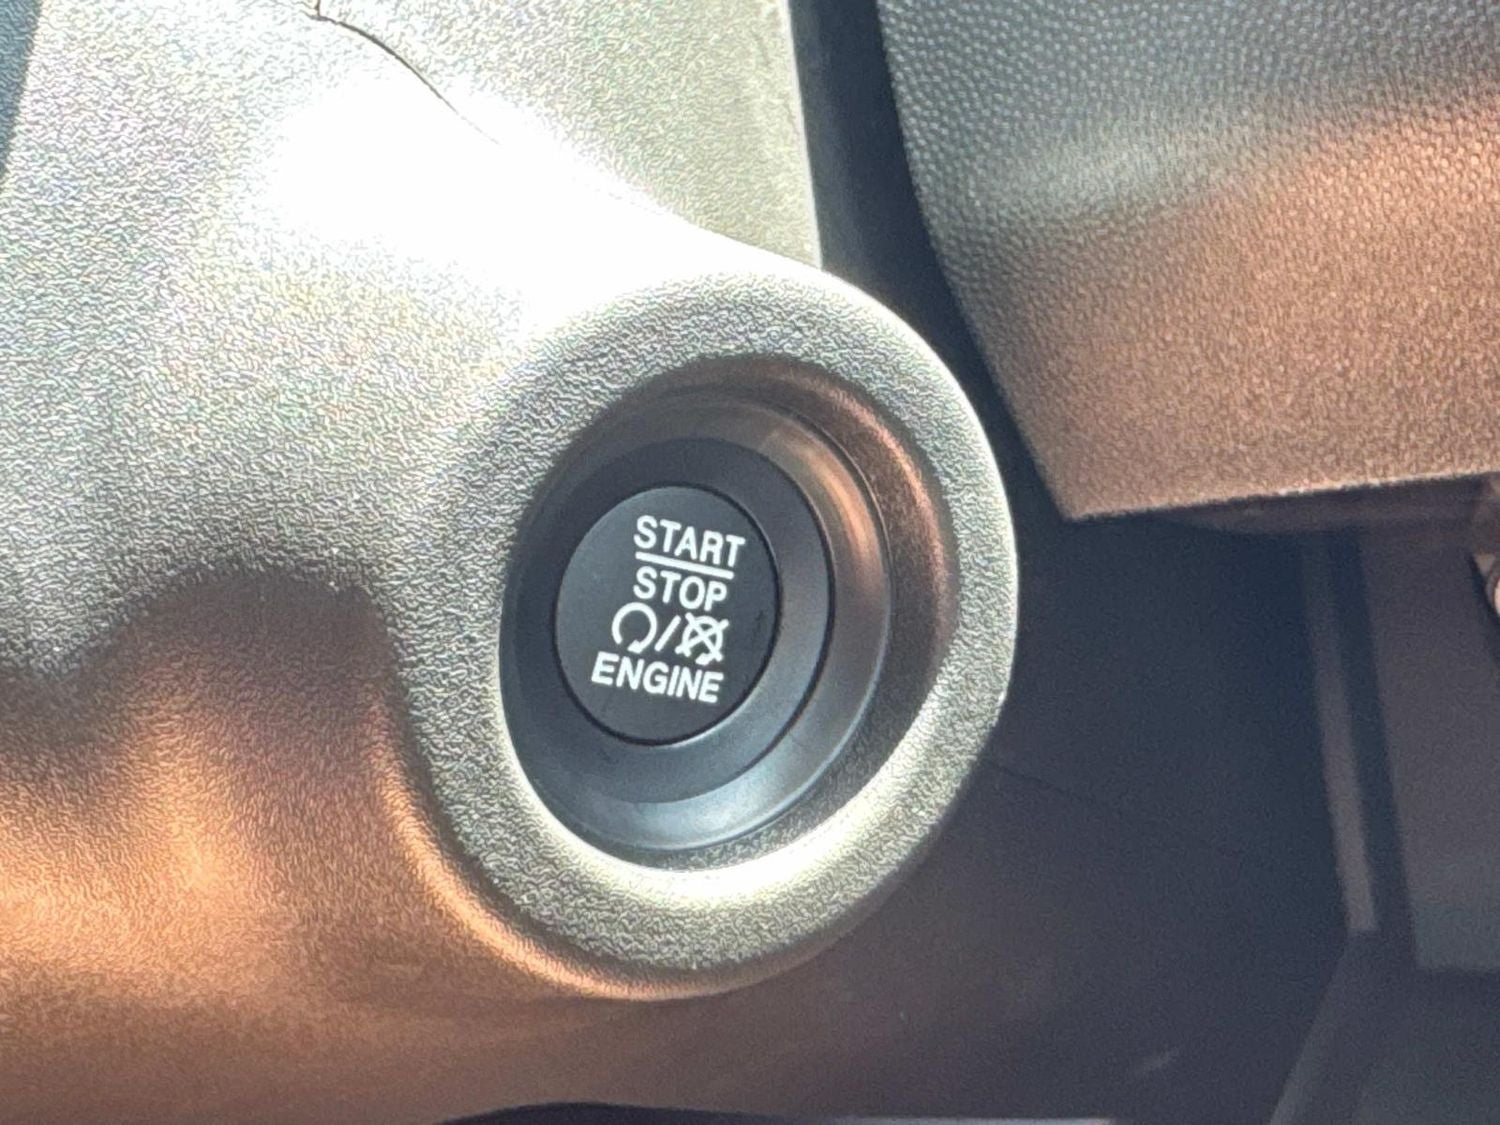 START
STOP
/
ENGINE